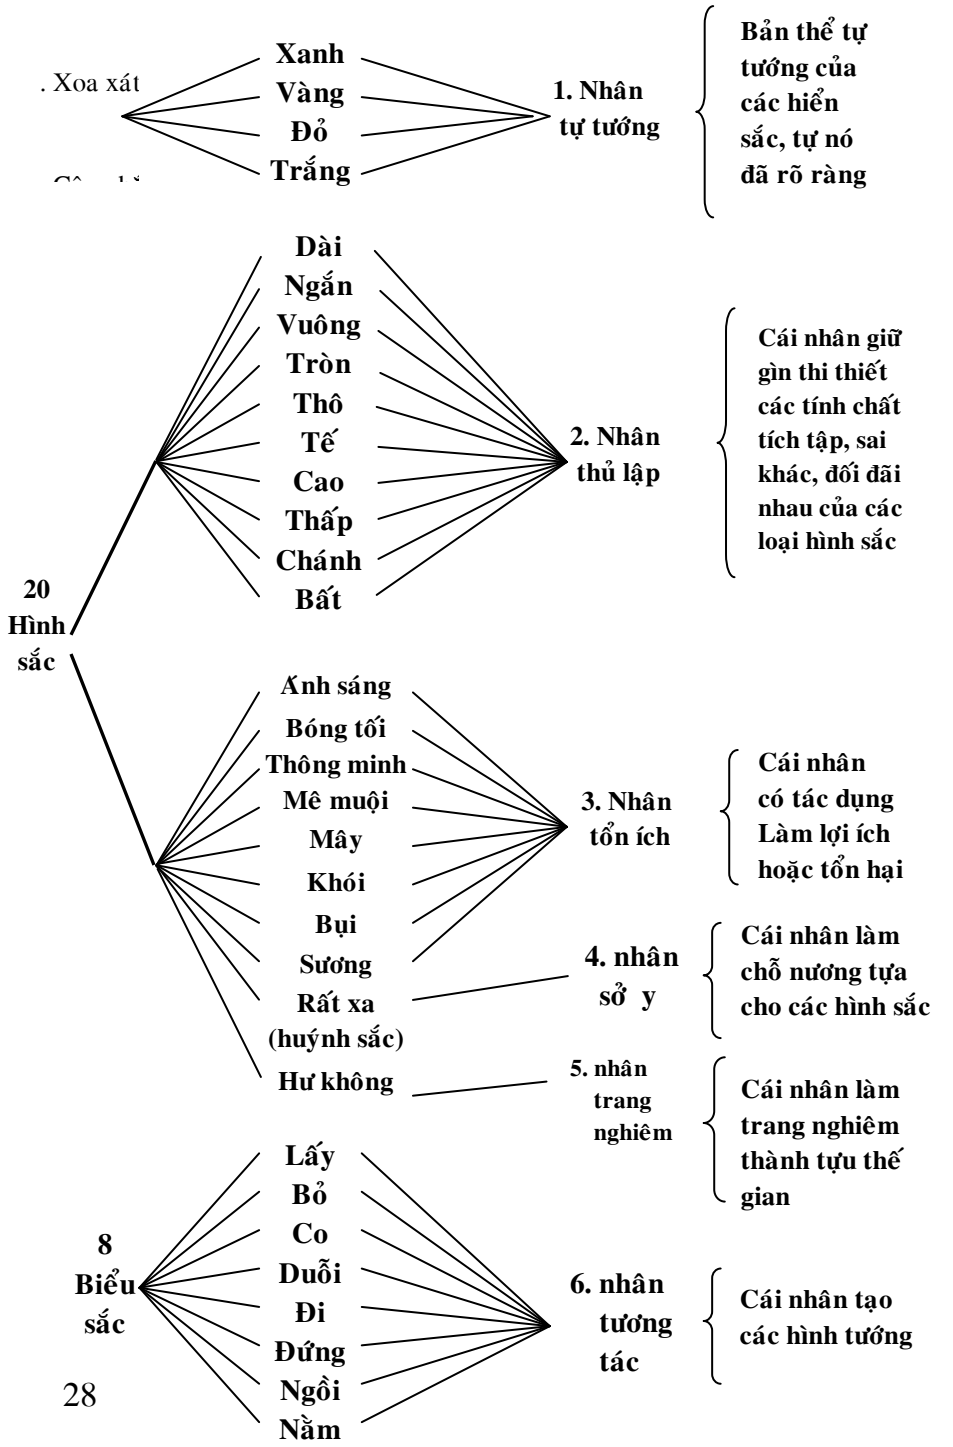 . Xoa xát
Xanh
Vàng
Đỏ
Trắng
1. Nhân
tự tướng
Bản thể tự
tướng của
các hiển
sắc, tự nó
đã rõ ràng
20
Hình
sắc
Dài
Ngắn
Vuông
Tròn
Thô
Tế
Cao
Thấp
Chánh
Bất
2. Nhân
thủ lập
Cái nhân giữ
gìn thi thiết
các tính chất
tích tập, sai
khác, đối đãi
nhau của các
loại hình sắc
Ánh sáng
Bóng tối
Thông minh
Mê muội
Mây
Khói
Bụi
Sương
Rất xa
(huýnh sắc)
Hư không
3. Nhân
tổn ích
Cái nhân
có tác dụng
Làm lợi ích
hoặc tổn hại
4. nhân
sở y
Cái nhân làm
chỗ nương tựa
cho các hình sắc
5. nhân
trang
nghiêm
Cái nhân làm
trang nghiêm
thành tựu thế
gian
8
Biểu
sắc
Lấy
Bỏ
Co
Duỗi
Đi
Đứng
Ngồi
Nằm
6. nhân
tương
tác
Cái nhân tạo
các hình tướng
28